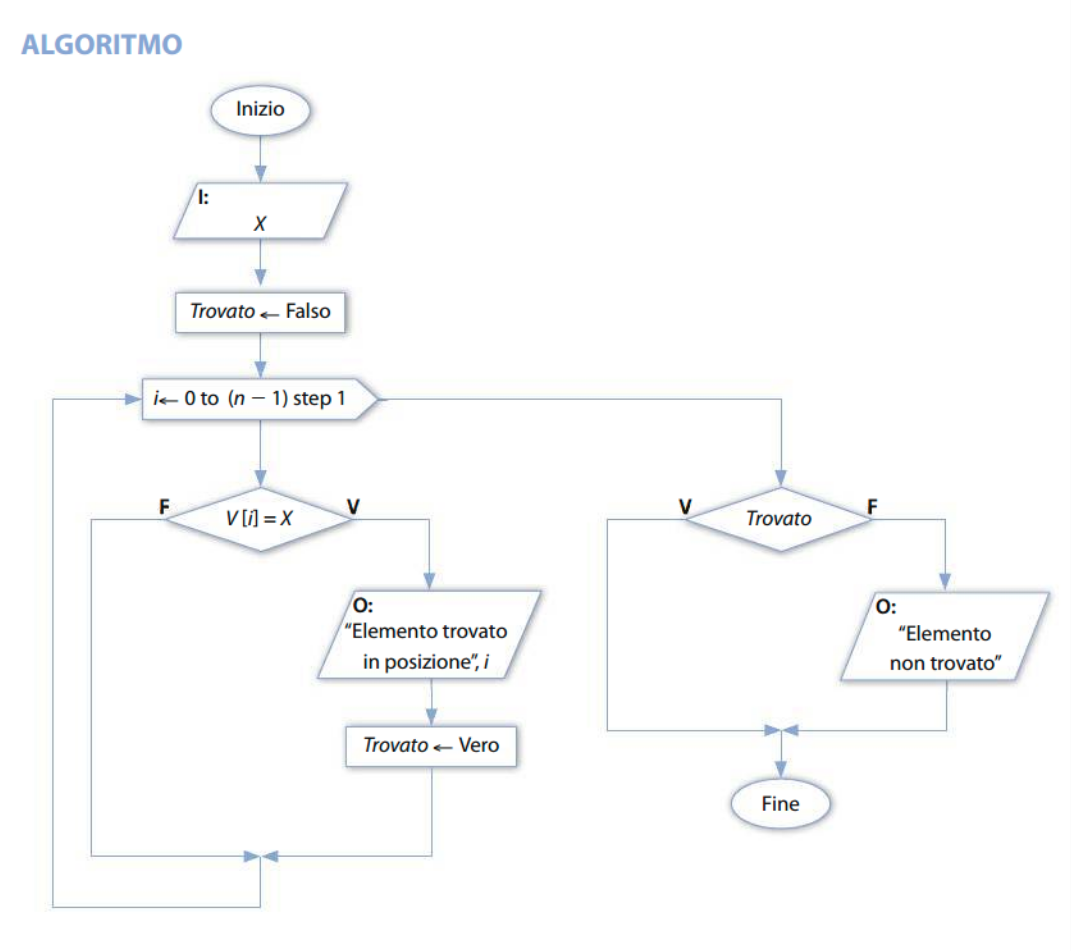 ALGORITMO
Inizio
I:
X
Trovato ← Falso
i← 0 to (n − 1) step 1
F
V [i] = X
V
O:
"Elemento trovato
in posizione", i
Trovato ← Vero
V
Trovato
F
O:
“Elemento
non trovato”
Fine